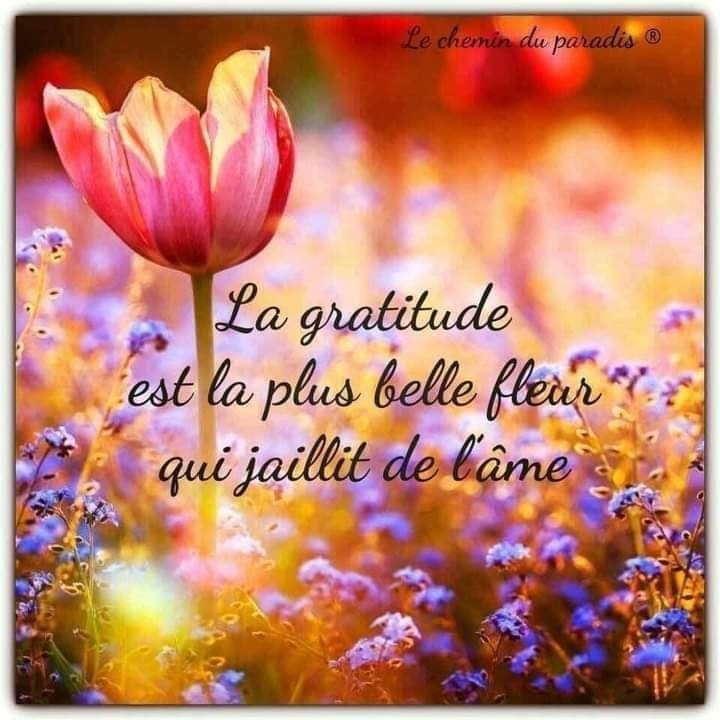 Le chemin du paradis ®
La gratitude
est la plus belle fleur
qui jaillit de l'âme